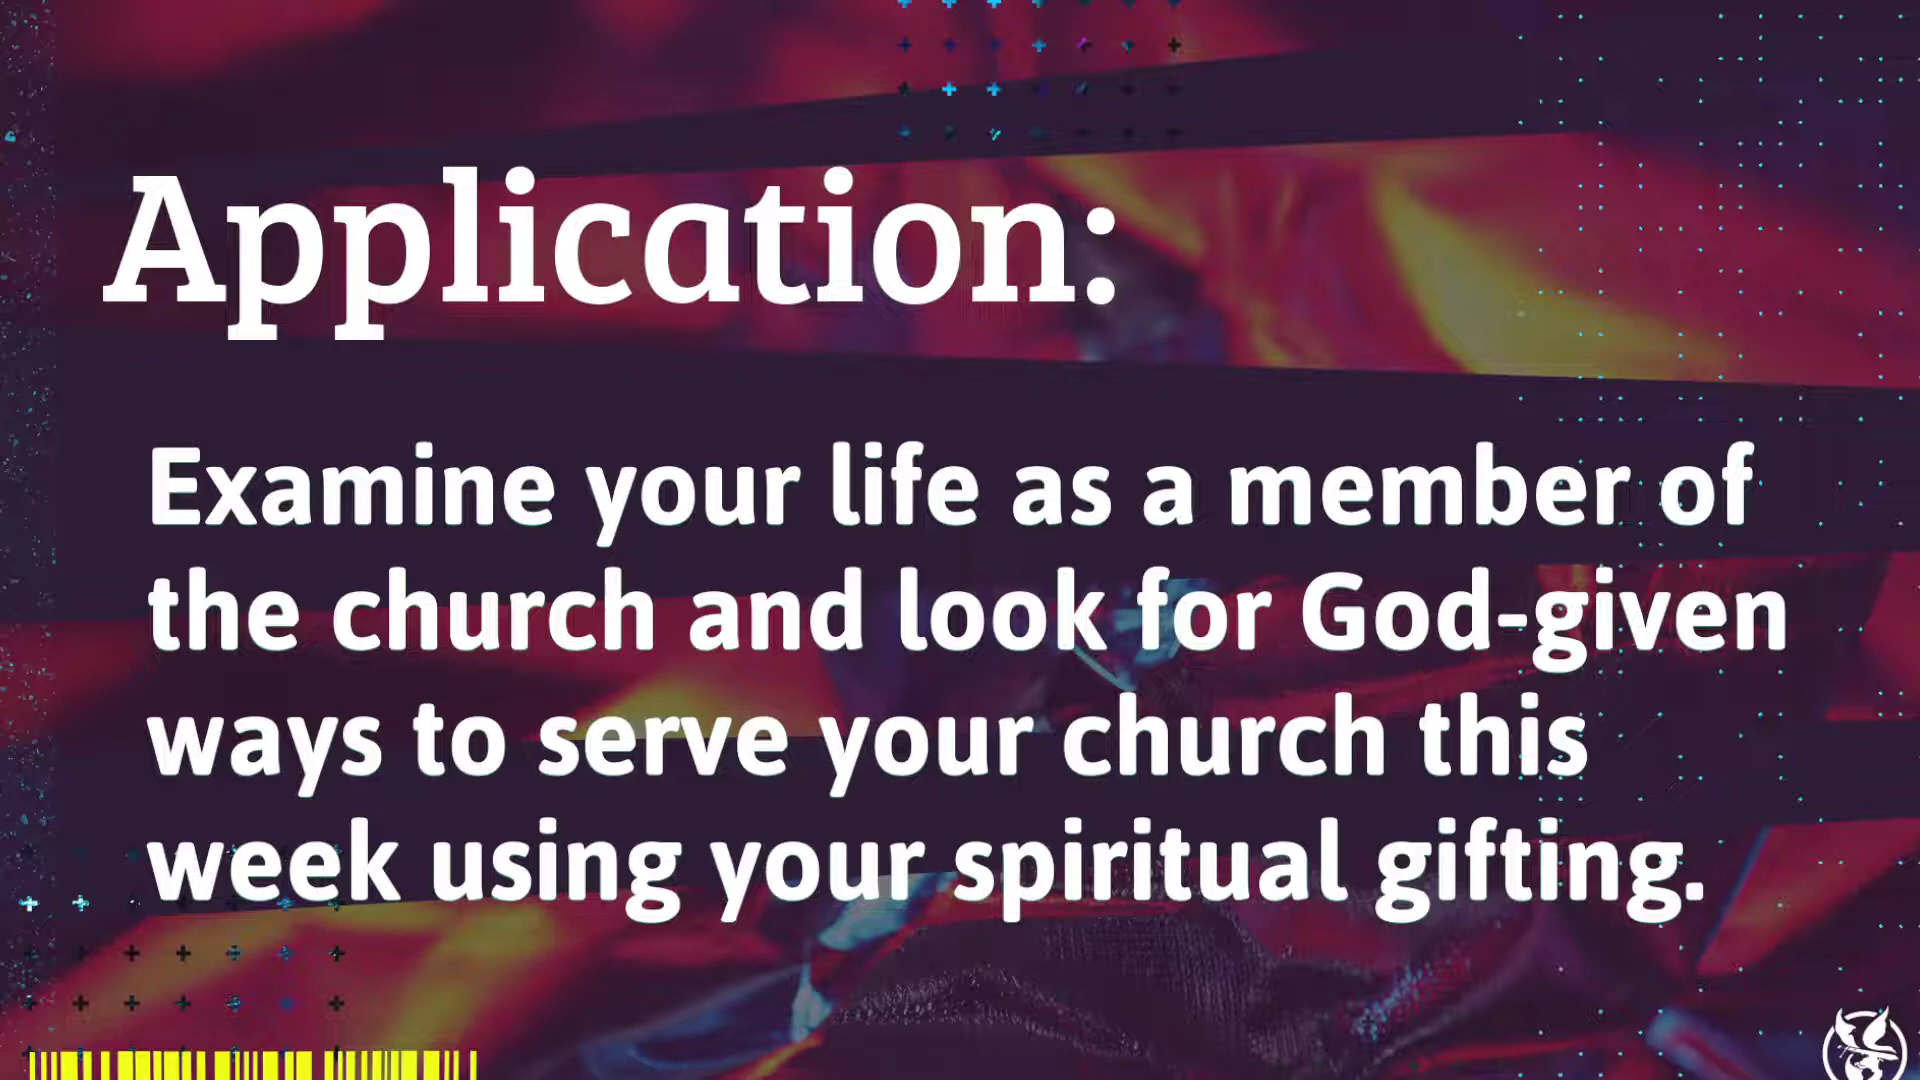 Application:
Examine your life as a member of
the church and look for God-given
ways to serve your church this
week using your spiritual gifting.